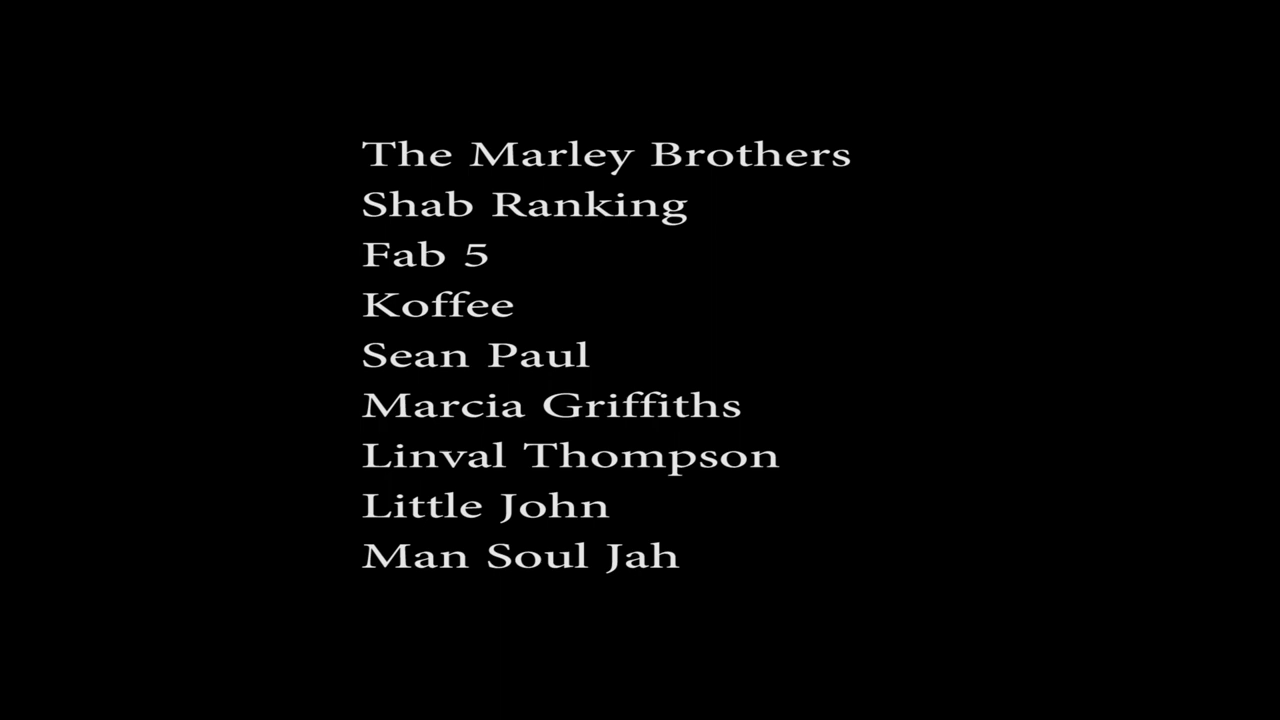 The Marley Brothers
Shab Ranking
Fab 5
Koffee
Sean Paul
Marcia Griffiths
Linval Thompson
Little John
Man Soul Jah